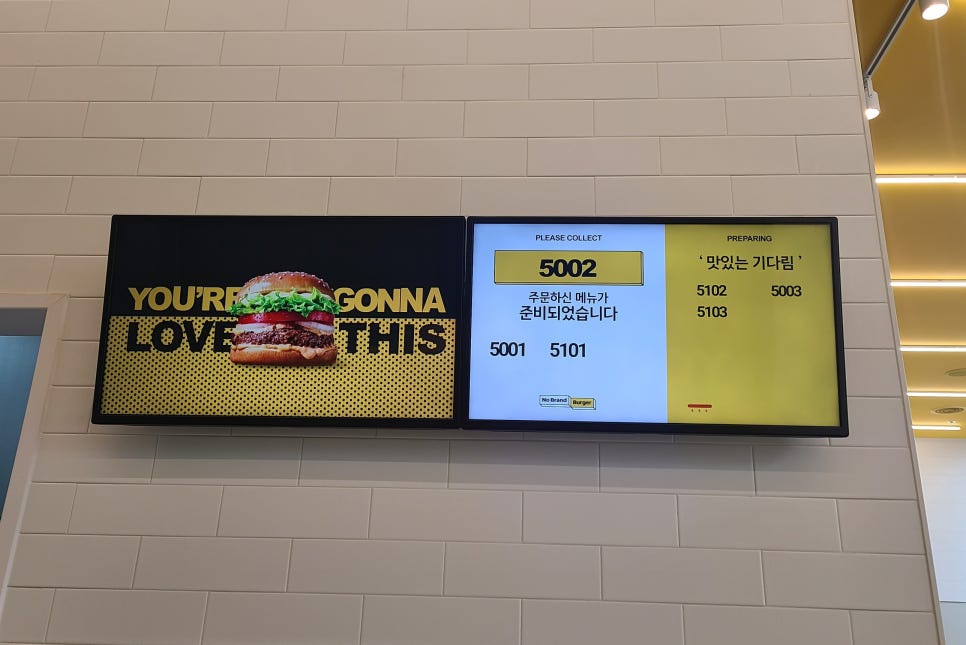 YOU'RE GONNA
LOVE THIS
PLEASE COLLECT
5002
주문하신 메뉴가
준비되었습니다
5001 5101
No Brand Burger
PREPARING
‘ 맛있는 기다림 ’
5102 5003
5103